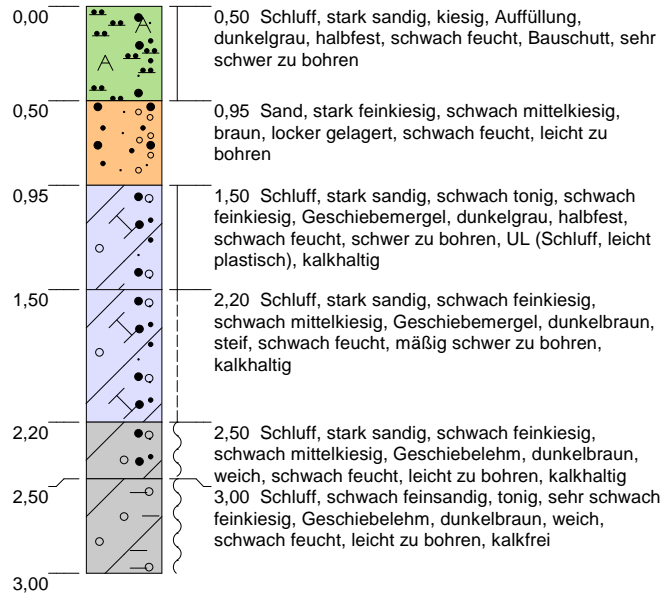 0,00
0,50 Schluff, stark sandig, kiesig, Auffüllung,
dunkelgrau, halbfest, schwach feucht, Bauschutt, sehr
schwer zu bohren
A
A
0,50
0,95 Sand, stark feinkiesig, schwach mittelkiesig,
braun, locker gelagert, schwach feucht, leicht zu
bohren
0,95
1,50 Schluff, stark sandig, schwach tonig, schwach
feinkiesig, Geschiebemergel, dunkelgrau, halbfest,
schwach feucht, schwer zu bohren, UL (Schluff, leicht
plastisch), kalkhaltig
1,50
2,20 Schluff, stark sandig, schwach feinkiesig,
schwach mittelkiesig, Geschiebemergel, dunkelbraun,
steif, schwach feucht, mäßig schwer zu bohren,
kalkhaltig
2,20
2,50 Schluff, stark sandig, schwach feinkiesig,
schwach mittelkiesig, Geschiebelehm, dunkelbraun,
weich, schwach feucht, leicht zu bohren, kalkhaltig
2,50
3,00 Schluff, schwach feinsandig, tonig, sehr schwach
feinkiesig, Geschiebelehm, dunkelbraun, weich,
schwach feucht, leicht zu bohren, kalkfrei
3,00